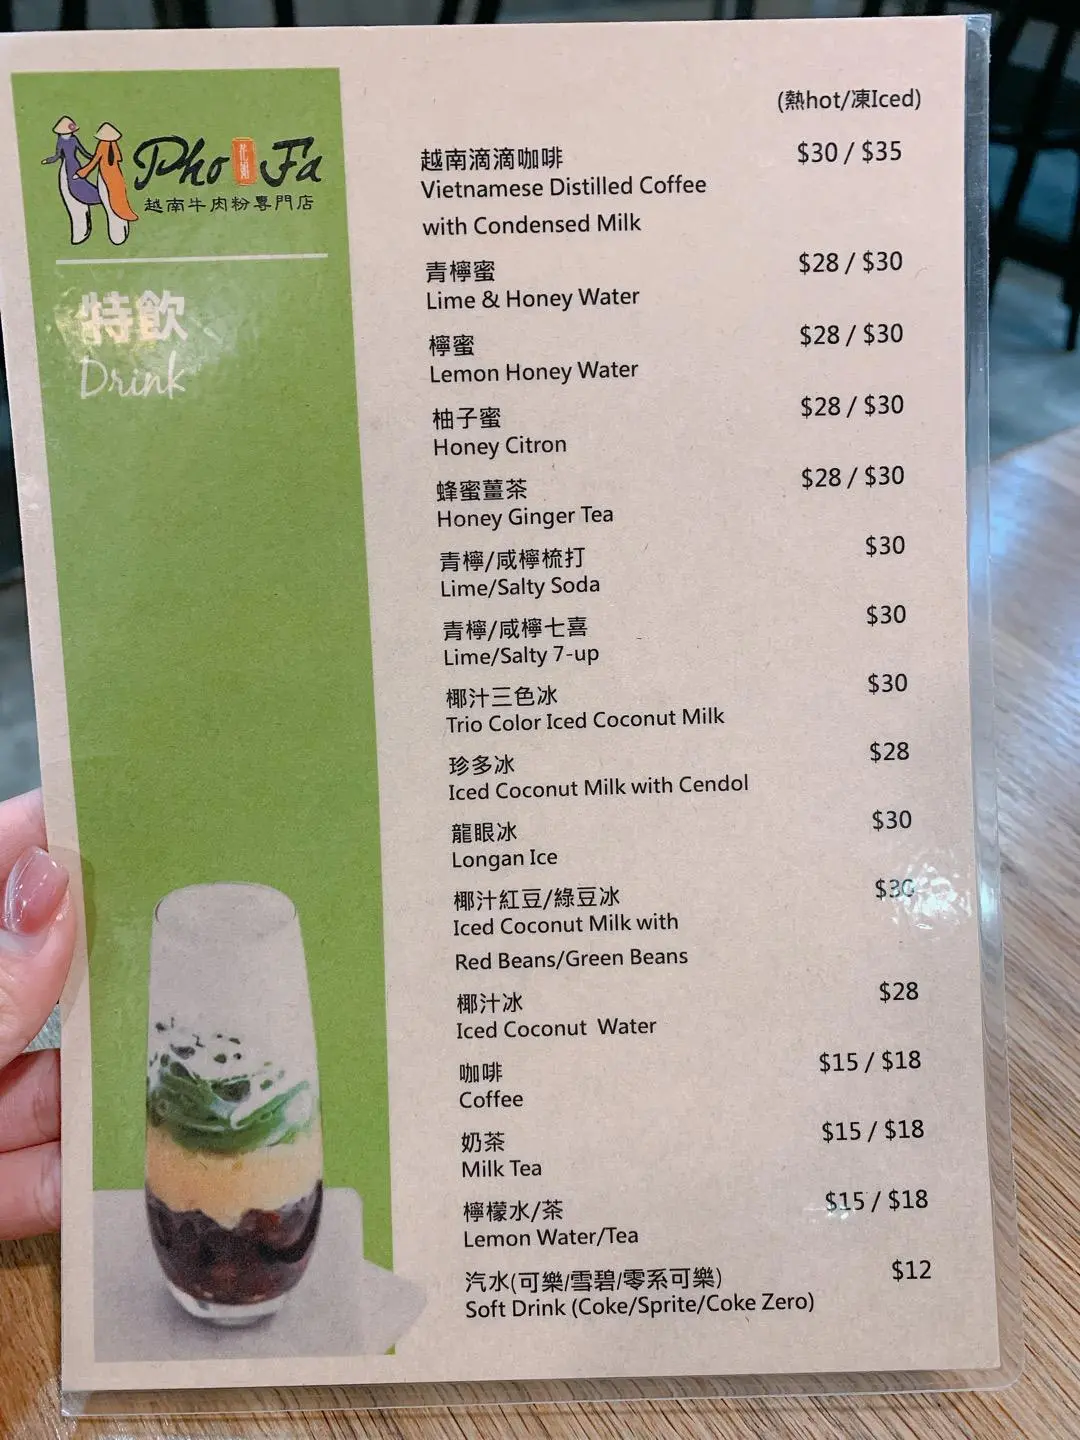 Pho Fa
越南牛肉粉專門店
特飲
Drink
(熱hot/凍Iced)
越南滴滴咖啡 $30 / $35
Vietnamese Distilled Coffee
with Condensed Milk
青檸蜜 $28 / $30
Lime & Honey Water
檸蜜 $28 / $30
Lemon Honey Water
柚子蜜 $28 / $30
Honey Citron
蜂蜜薑茶 $28 / $30
Honey Ginger Tea
青檸/咸檸梳打 $30
Lime/Salty Soda
青檸/咸檸七喜 $30
Lime/Salty 7-up
椰汁三色冰 $30
Trio Color Iced Coconut Milk
珍多冰 $28
Iced Coconut Milk with Cendol
龍眼冰 $30
Longan Ice
椰汁紅豆/綠豆冰 $30
Iced Coconut Milk with
Red Beans/Green Beans
椰汁冰 $28
Iced Coconut Water
咖啡 $15 / $18
Coffee
奶茶 $15 / $18
Milk Tea
檸檬水/茶 $15 / $18
Lemon Water/Tea
汽水(可樂/雪碧/零系可樂) $12
Soft Drink (Coke/Sprite/Coke Zero)